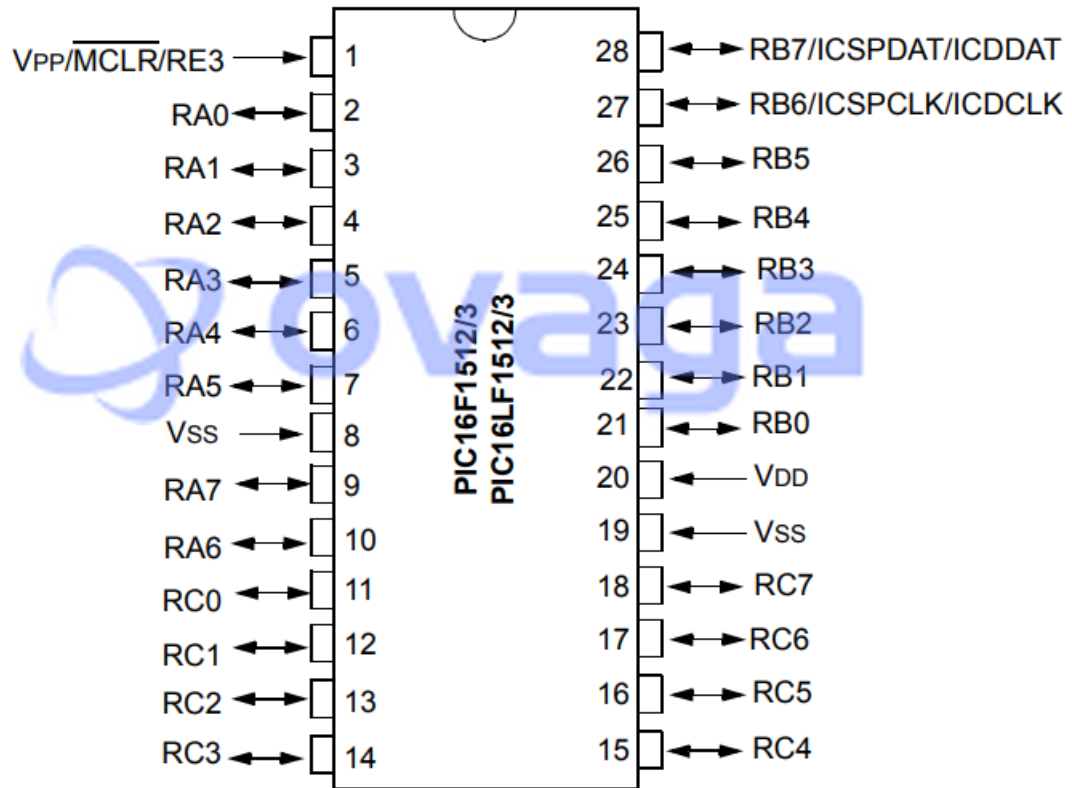 VPP/MCLR/RE3 1 28 RB7/ICSPDAT/ICDDAT
RA0 2 27 RB6/ICSPCLK/ICDCLK
RA1 3 26 RB5
RA2 4 25 RB4
RA3 5 24 RB3
RA4 6 23 RB2
RA5 7 22 RB1
VSS 8 21 RB0
RA7 9 20 VDD
RA6 10 19 VSS
RC0 11 18 RC7
RC1 12 17 RC6
RC2 13 16 RC5
RC3 14 15 RC4
PIC16F1512/3
PIC16LF1512/3
ovaga